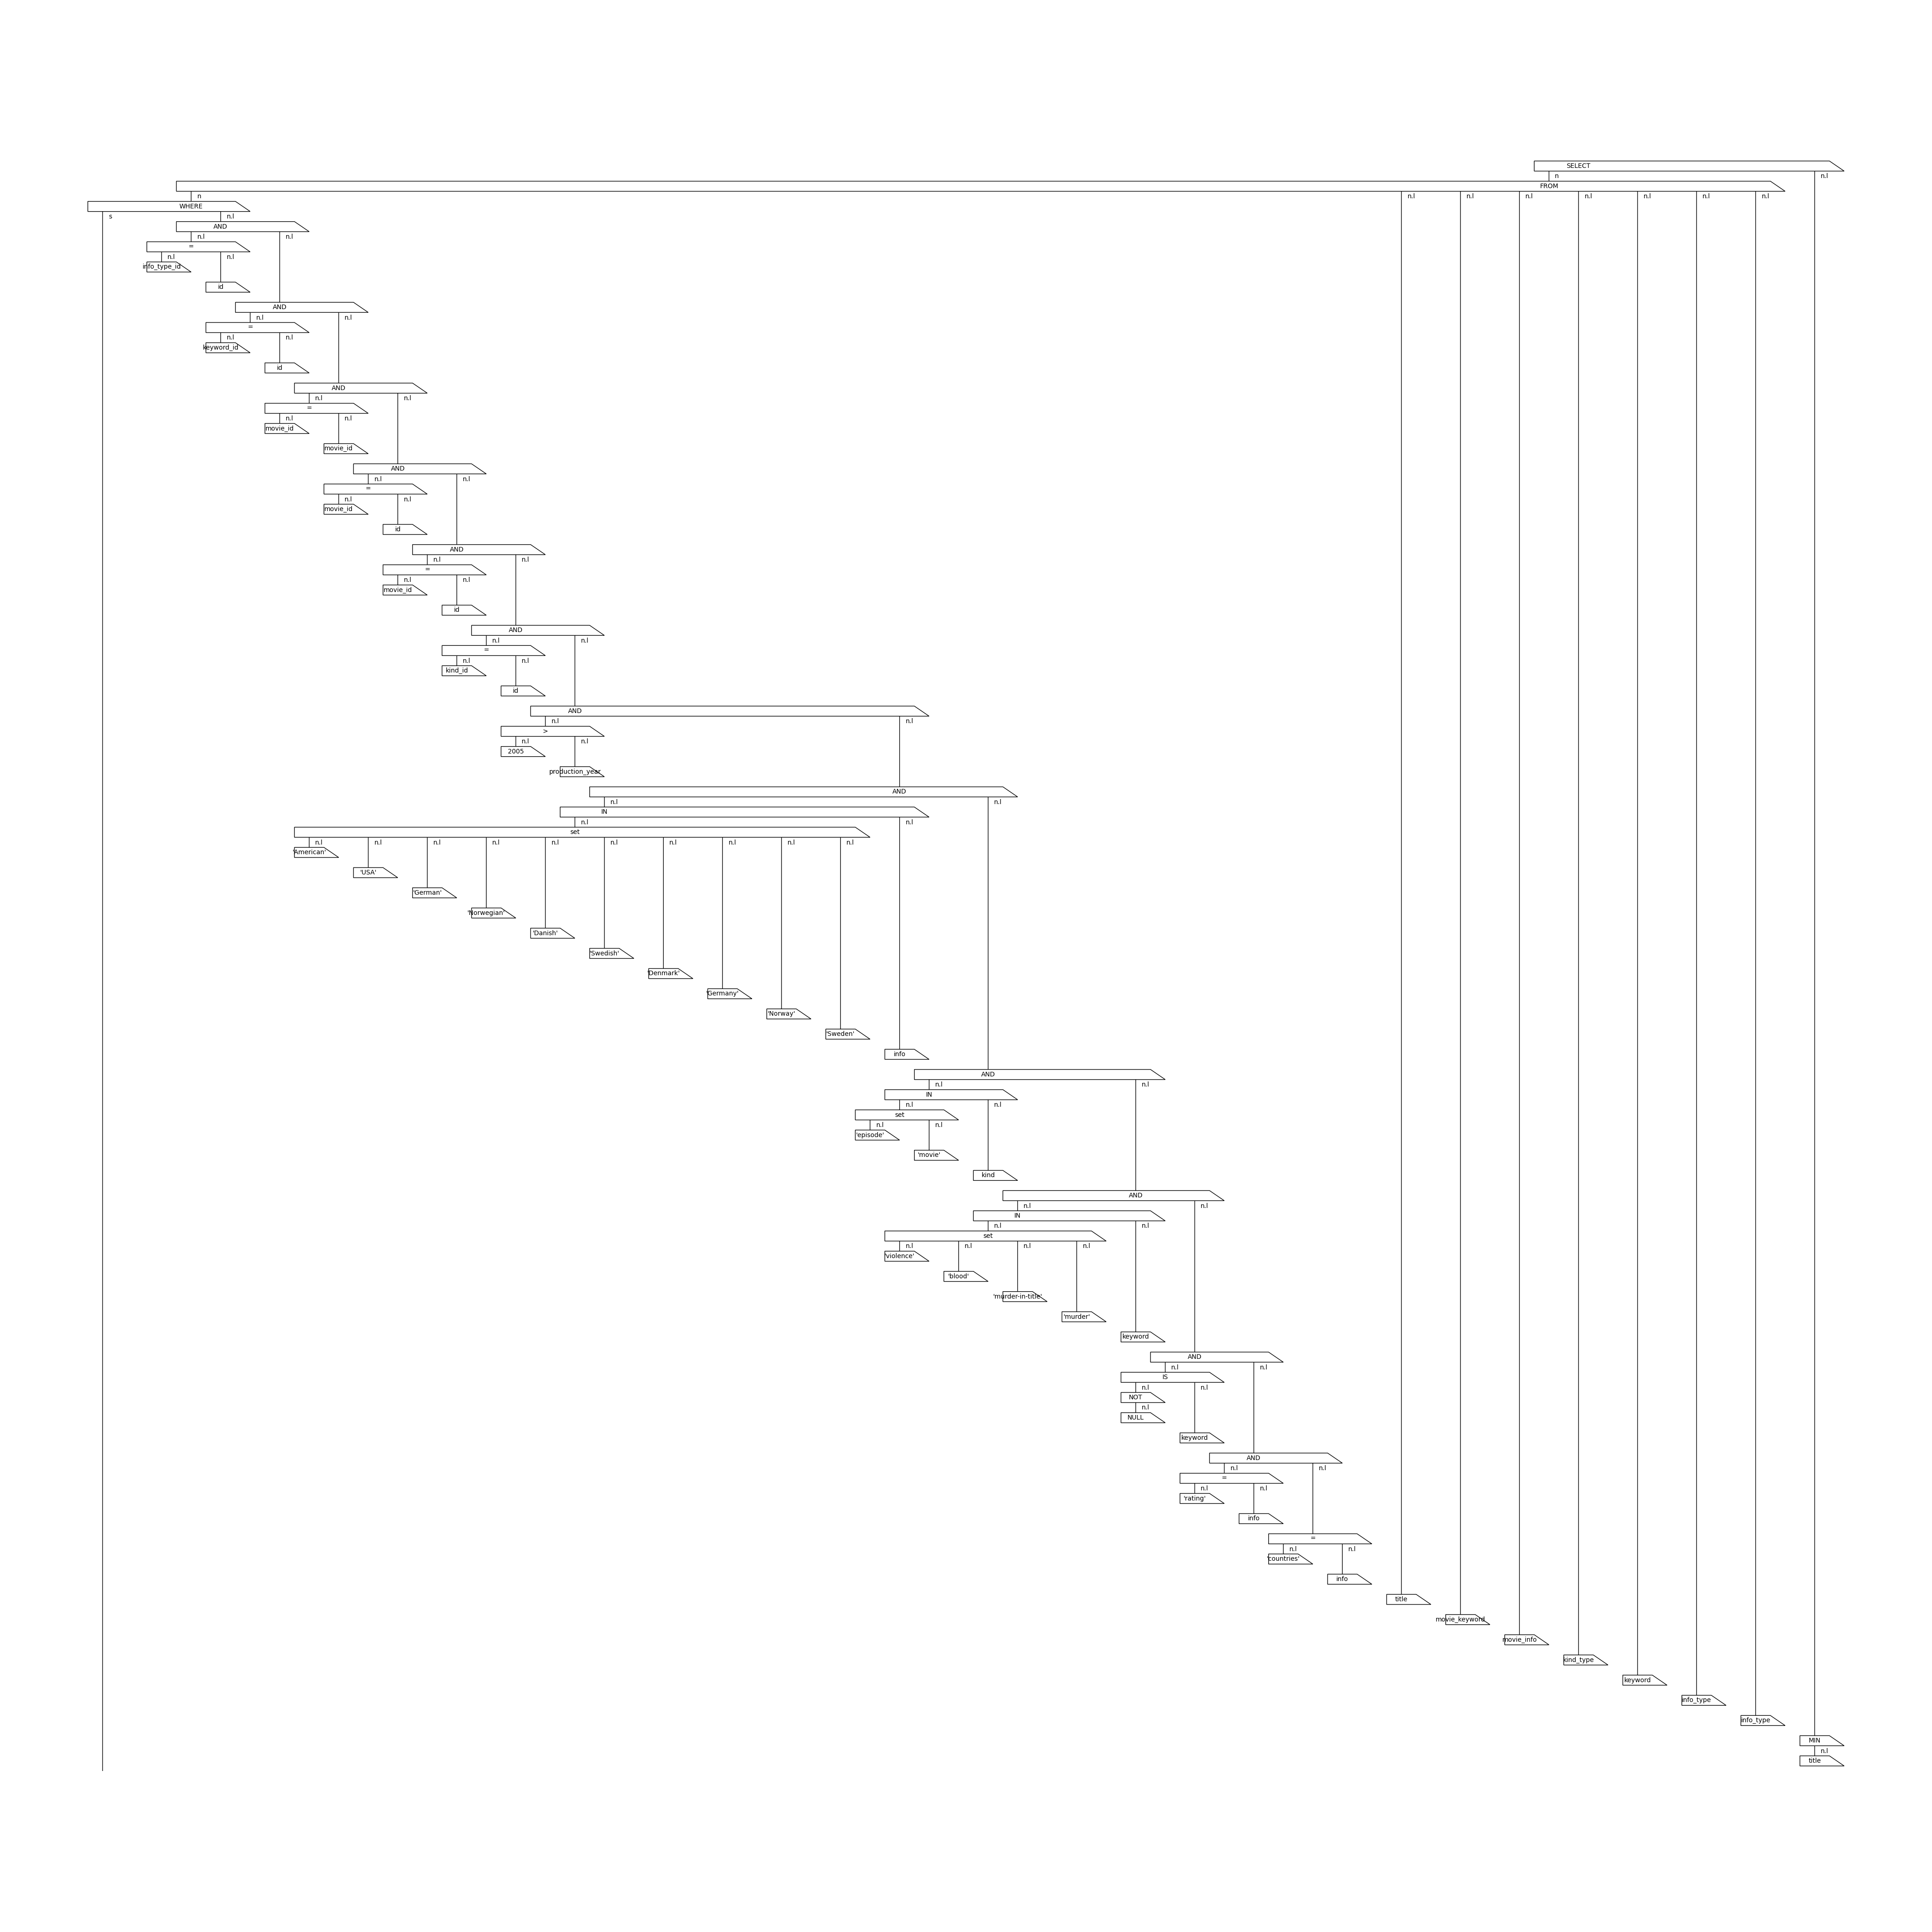 SELECT
n n.l
FROM
n n.l n.l n.l n.l n.l n.l n.l
WHERE
s n.l
AND
n.l n.l
=
n.l n.l
info_type_id
id
AND
n.l n.l
=
n.l n.l
keyword_id
id
AND
n.l n.l
=
n.l n.l
movie_id
movie_id
AND
n.l n.l
=
n.l n.l
movie_id
id
AND
n.l n.l
=
n.l n.l
movie_id
id
AND
n.l n.l
=
n.l n.l
kind_id
id
AND
n.l n.l
>
n.l n.l
2005
production_year
AND
n.l n.l
IN
n.l n.l
set
n.l n.l n.l n.l n.l n.l n.l n.l n.l n.l
'American'
'USA'
'German'
'Norwegian'
'Danish'
'Swedish'
'Denmark'
'Germany'
'Norway'
'Sweden'
info
AND
n.l n.l
IN
n.l n.l
set
n.l n.l
'episode'
'movie'
kind
AND
n.l n.l
IN
n.l n.l
set
n.l n.l n.l n.l
'violence'
'blood'
'murder-in-title'
'murder'
keyword
AND
n.l n.l
IS
n.l n.l
NOT
n.l
NULL
keyword
AND
n.l n.l
=
n.l n.l
'rating'
info
=
n.l n.l
'countries'
info
title
movie_keyword
movie_info
kind_type
keyword
info_type
info_type
MIN
n.l
title